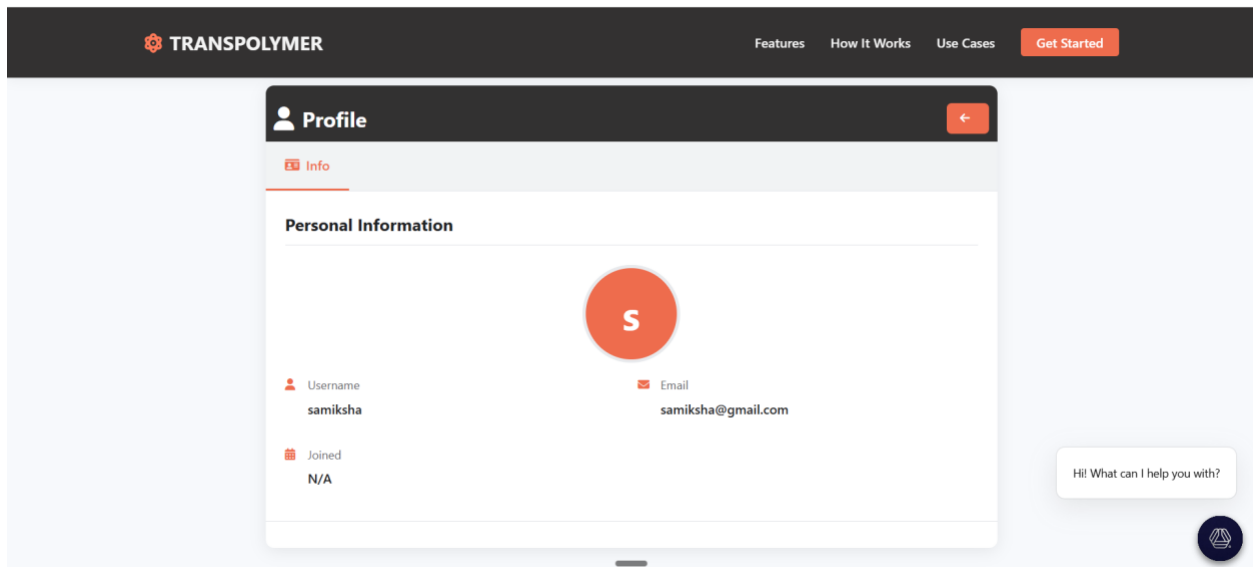 TRANSPOLYMER
Features How It Works Use Cases Get Started
Profile
Info
Personal Information
S
Username
samiksha
Email
samiksha@gmail.com
Joined
N/A
Hi! What can I help you with?